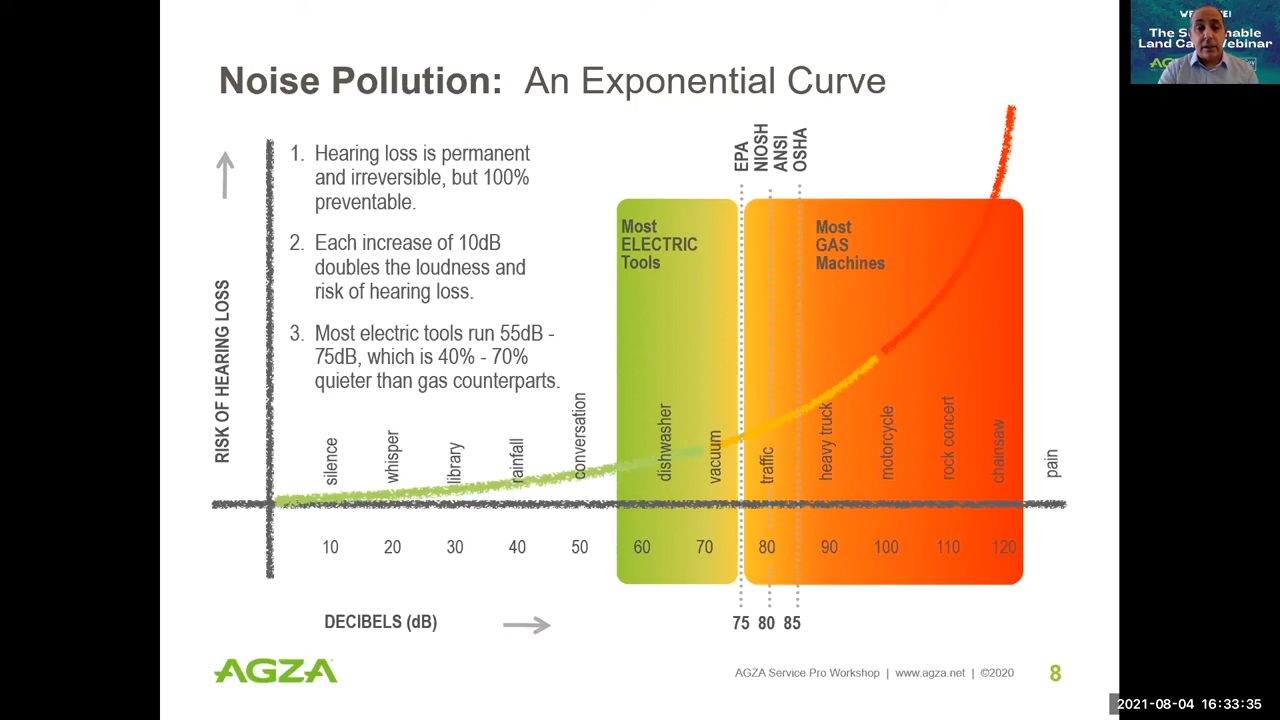 Noise Pollution: An Exponential Curve
1. Hearing loss is permanent
and irreversible, but 100%
preventable.
2. Each increase of 10dB
doubles the loudness and
risk of hearing loss.
3. Most electric tools run 55dB -
75dB, which is 40% - 70%
quieter than gas counterparts.
RISK OF HEARING LOSS
EPA
NIOSH
ANSI
OSHA
Most
ELECTRIC
Tools
Most
GAS
Machines
silence
whisper
library
rainfall
conversation
dishwasher
vacuum
traffic
heavy truck
motorcycle
rock concert
chainsaw
pain
10 20 30 40 50 60 70 80 90 100 110 120
DECIBELS (dB)
75 80 85
AGZA
AGZA Service Pro Workshop | www.agza.net | ©2020
8
The
Land
Webinar
2021-08-04 16:33:35